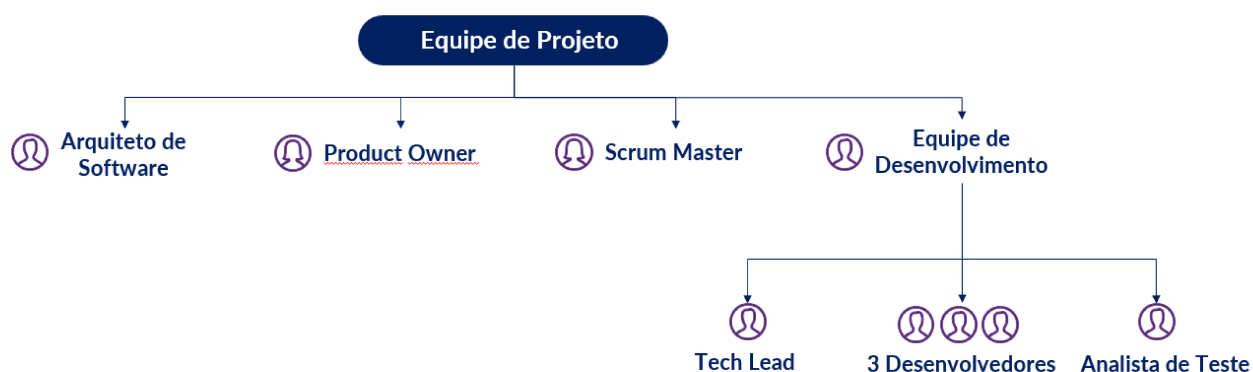 Equipe de Projeto
Arquiteto de
Software
Product Owner
Scrum Master
Equipe de
Desenvolvimento
Tech Lead
3 Desenvolvedores
Analista de Teste